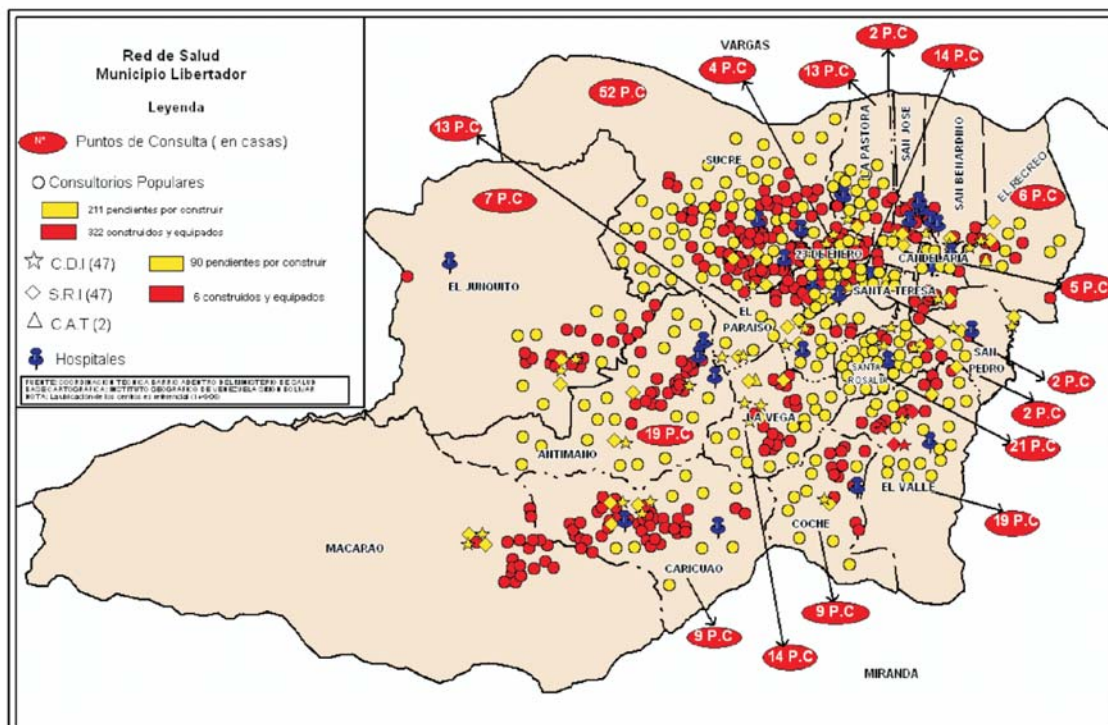 Red de Salud
Municipio Libertador
Leyenda
Nº
Puntos de Consulta ( en casas)
Consultorios Populares
211 pendientes por construir
322 construidos y equipados
C.D.I (47)
90 pendientes por construir
S.R.I (47)
6 construidos y equipados
C.A.T (2)
Hospitales
VARGAS
2 P.C
14 P.C
4 P.C
13 P.C
52 P.C
13 P.C
7 P.C
6 P.C
SUCRE
LA PASTORA
SAN JOSE
SAN BENARDINO
EL RECREO
23 DE ENERO
CANDELARIA
EL JUNQUITO
SANTA TERESA
5 P.C
EL
PARAISO
SAN
PEDRO
SANTA
ROSALIA
2 P.C
2 P.C
LA VEGA
19 P.C
21 P.C
ANTIMANO
EL VALLE
19 P.C
COCHE
MACARAO
CARICUAO
9 P.C
9 P.C
14 P.C
MIRANDA